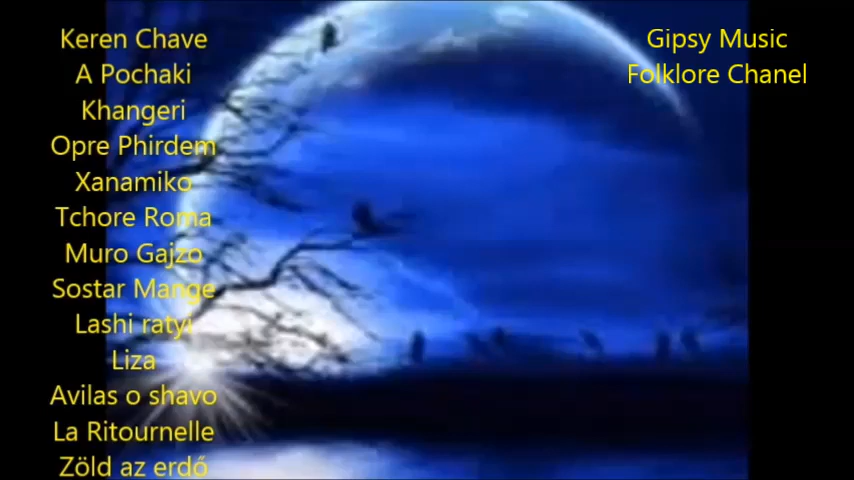 Keren Chave
A Pochaki
Khangeri
Opre Phirdem
Xanamiko
Tchore Roma
Muro Gajzo
Sostar Mange
Lashi ratyi
Liza
Avilas o shavo
La Ritournelle
Zöld az erdő
Gipsy Music
Folklore Chanel